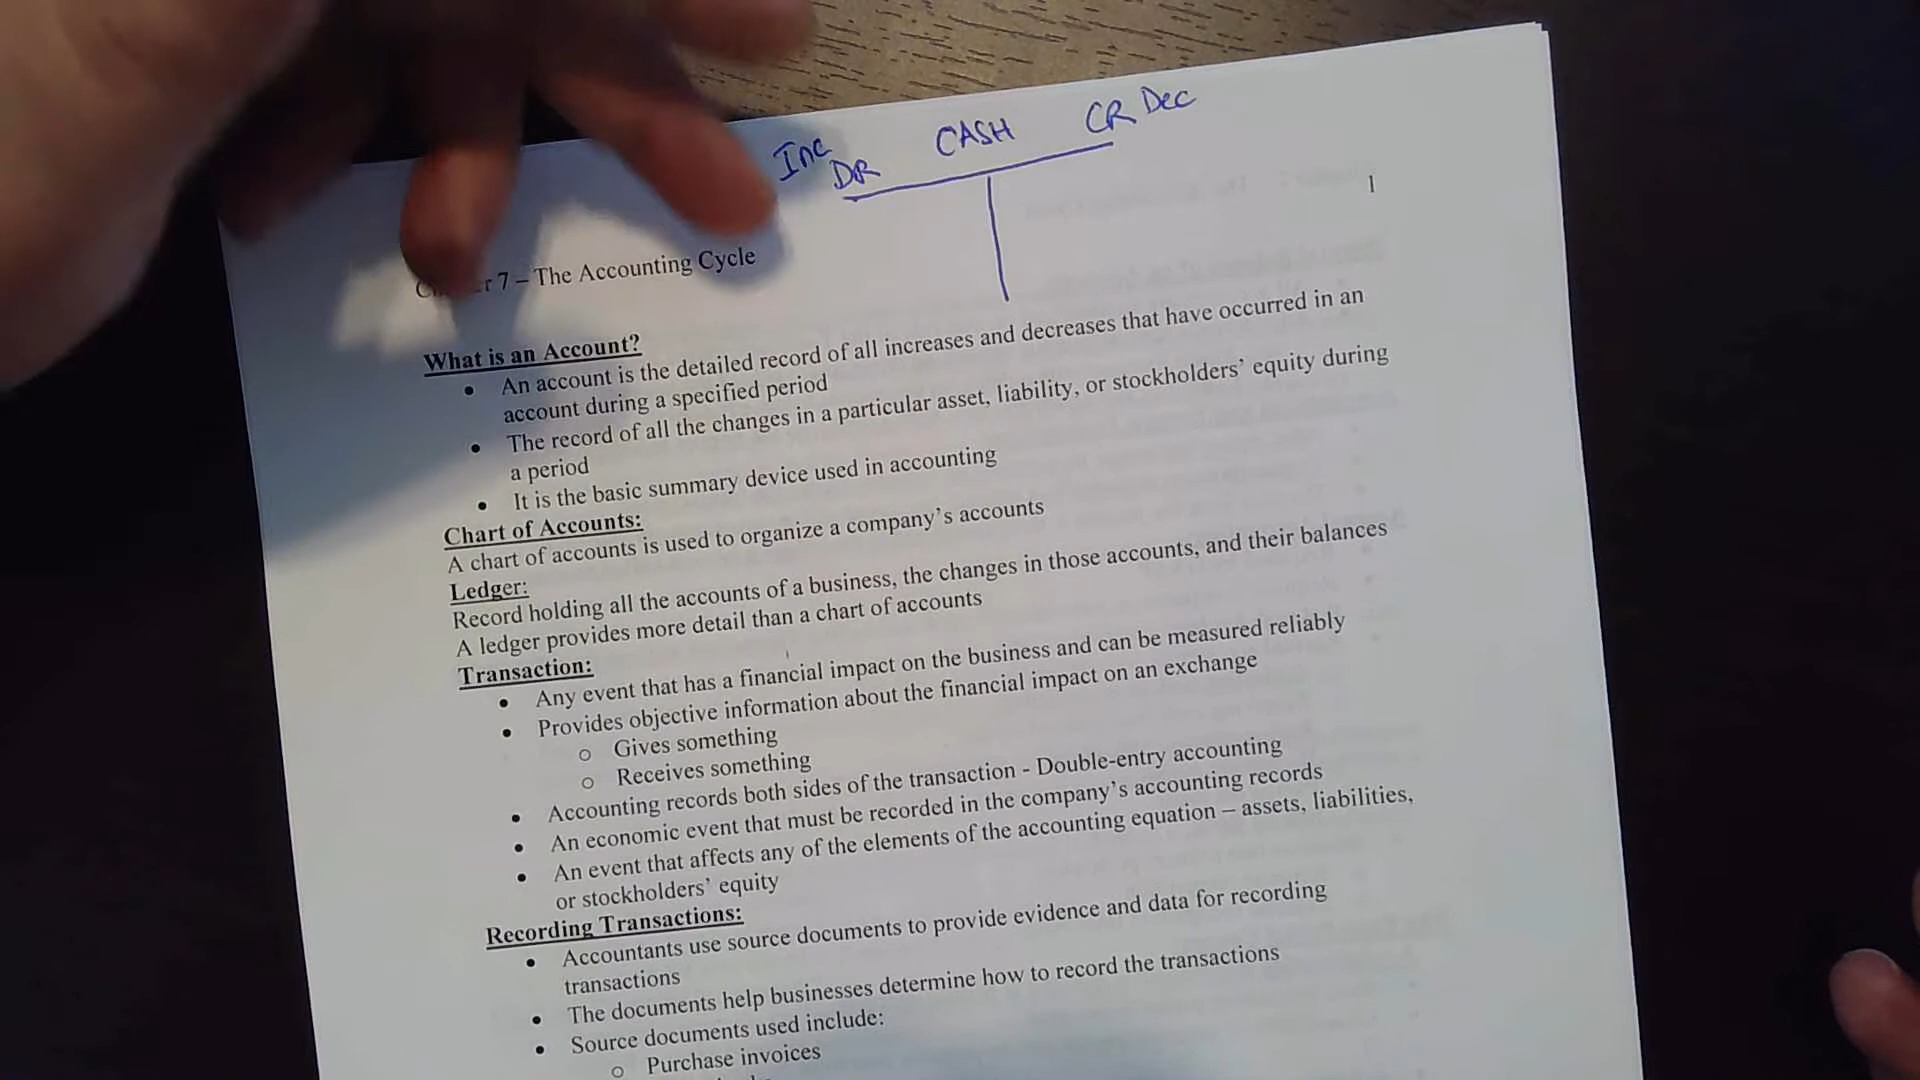 Inc DR CASH CR Dec
1
7 – The Accounting Cycle
What is an Account?
• An account is the detailed record of all increases and decreases that have occurred in an
account during a specified period
• The record of all the changes in a particular asset, liability, or stockholders’ equity during
a period
• It is the basic summary device used in accounting
Chart of Accounts:
A chart of accounts is used to organize a company’s accounts
Ledger:
Record holding all the accounts of a business, the changes in those accounts, and their balances
A ledger provides more detail than a chart of accounts
Transaction:
• Any event that has a financial impact on the business and can be measured reliably
• Provides objective information about the financial impact on an exchange
o Gives something
o Receives something
• Accounting records both sides of the transaction - Double-entry accounting
• An economic event that must be recorded in the company’s accounting records
• An event that affects any of the elements of the accounting equation – assets, liabilities,
or stockholders’ equity
Recording Transactions:
• Accountants use source documents to provide evidence and data for recording
transactions
• The documents help businesses determine how to record the transactions
• Source documents used include:
o Purchase invoices